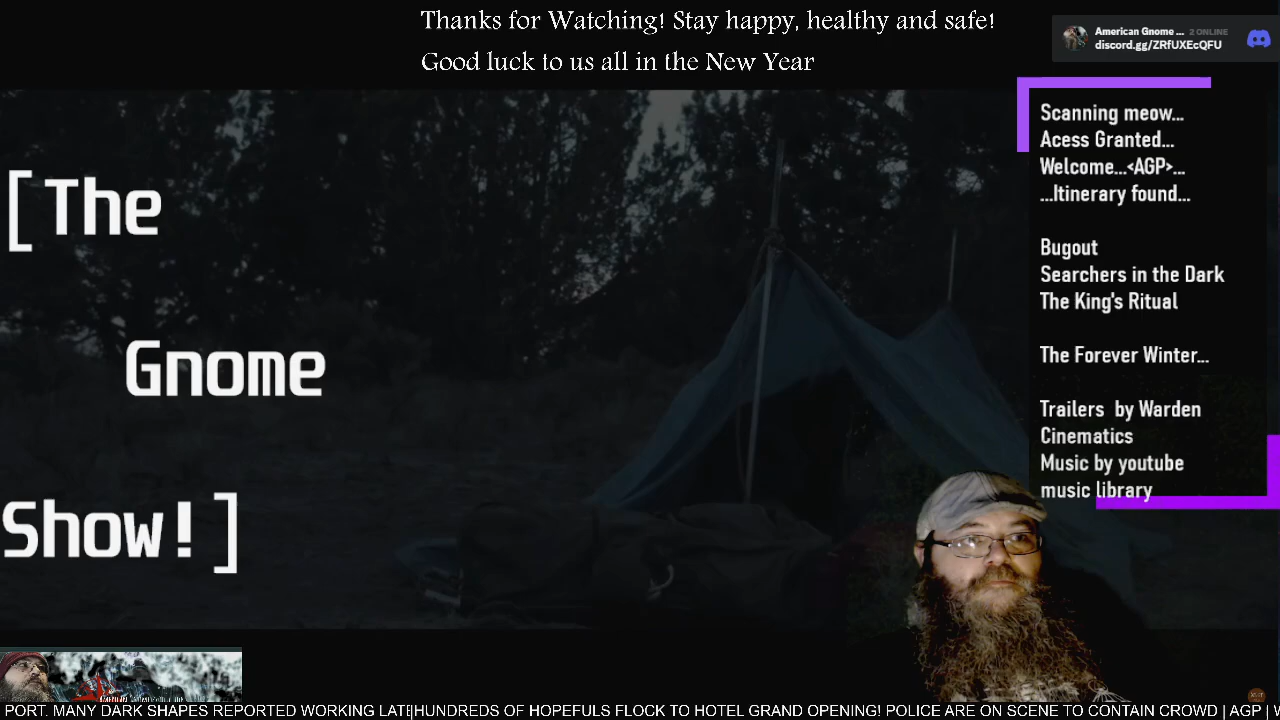 Thanks for Watching! Stay happy, healthy and safe!
Good luck to us all in the New Year
American Gnome ... 2 ONLINE
discord.gg/ZRfUXEcQFU
[The
Gnome
Show!]
Scanning meow...
Acess Granted...
Welcome...<AGP>...
...Itinerary found...
Bugout
Searchers in the Dark
The King's Ritual
The Forever Winter...
Trailers by Warden
Cinematics
Music by youtube
music library
PORT. MANY DARK SHAPES REPORTED WORKING LATE|HUNDREDS OF HOPEFULS FLOCK TO HOTEL GRAND OPENING! POLICE ARE ON SCENE TO CONTAIN CROWD | AGP |